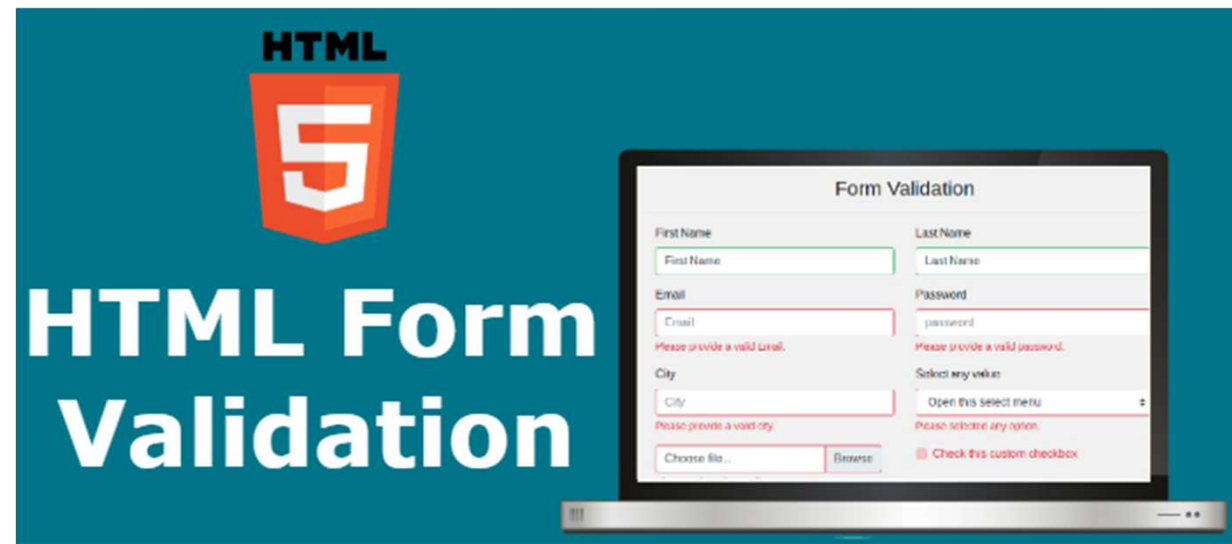 HTML
5
HTML Form
Validation
Form Validation
First Name
Last Name
First Name
Last Name
Email
Password
Email
password
Please provide a valid Email.
Please provide a valid password.
City
Select any value
City
Open this select menu
Please provide a valid city.
Please selected any option.
Choose file...
Browse
Check this custom checkbox